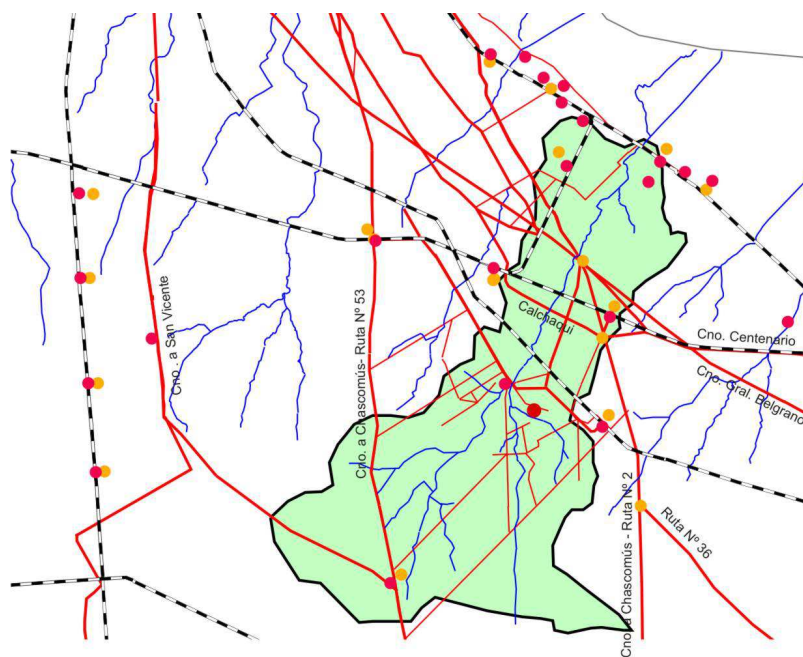 Cno . a San Vicente
Cno. a Chascomús- Ruta Nº 53
Calchaqui
Cno. Centenario
Cno. Gral. Belgrano
Cno. a Chascomús - Ruta Nº 2
Ruta Nº 36